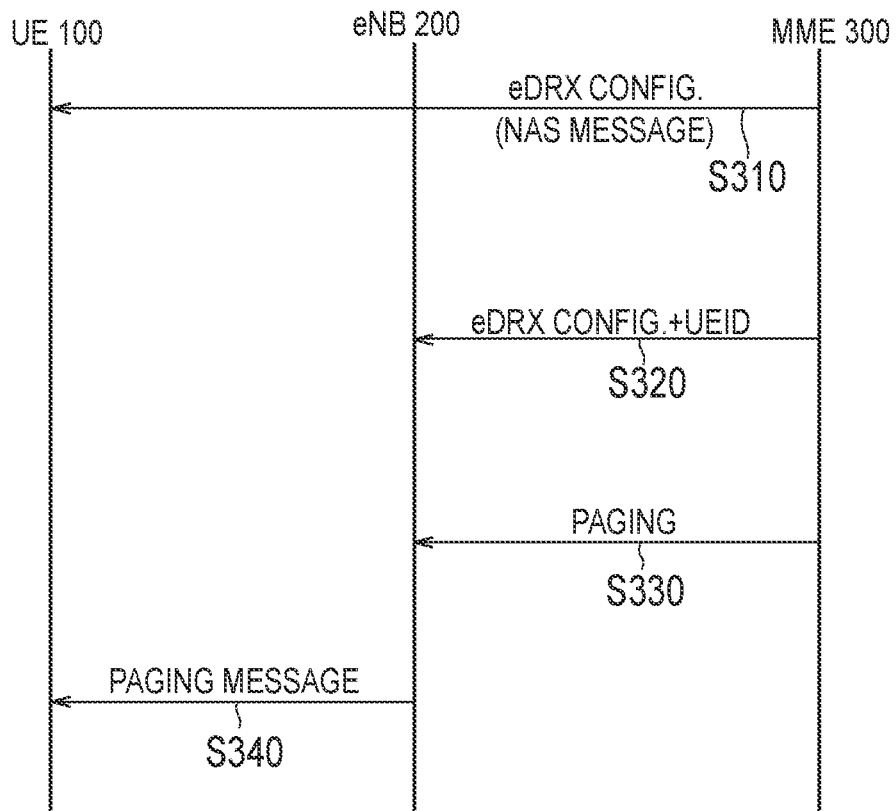 UE 100
eNB 200
MME 300
eDRX CONFIG.
(NAS MESSAGE)
S310
eDRX CONFIG.+UEID
S320
PAGING
S330
PAGING MESSAGE
S340